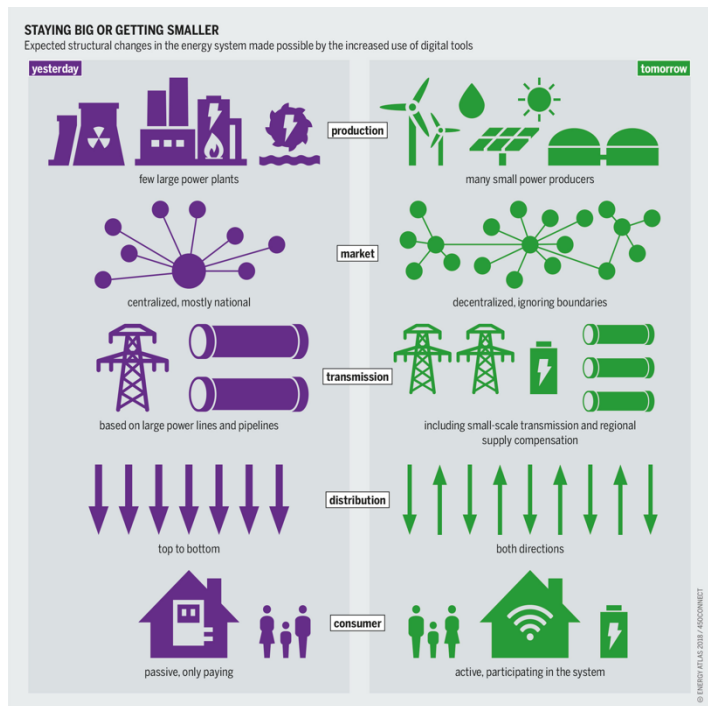 STAYING BIG OR GETTING SMALLER
Expected structural changes in the energy system made possible by the increased use of digital tools
yesterday
tomorrow
production
few large power plants
many small power producers
market
centralized, mostly national
decentralized, ignoring boundaries
transmission
based on large power lines and pipelines
including small-scale transmission and regional
supply compensation
distribution
top to bottom
both directions
consumer
passive, only paying
active, participating in the system
© ENERGY ATLAS 2018 / 450CONNECT